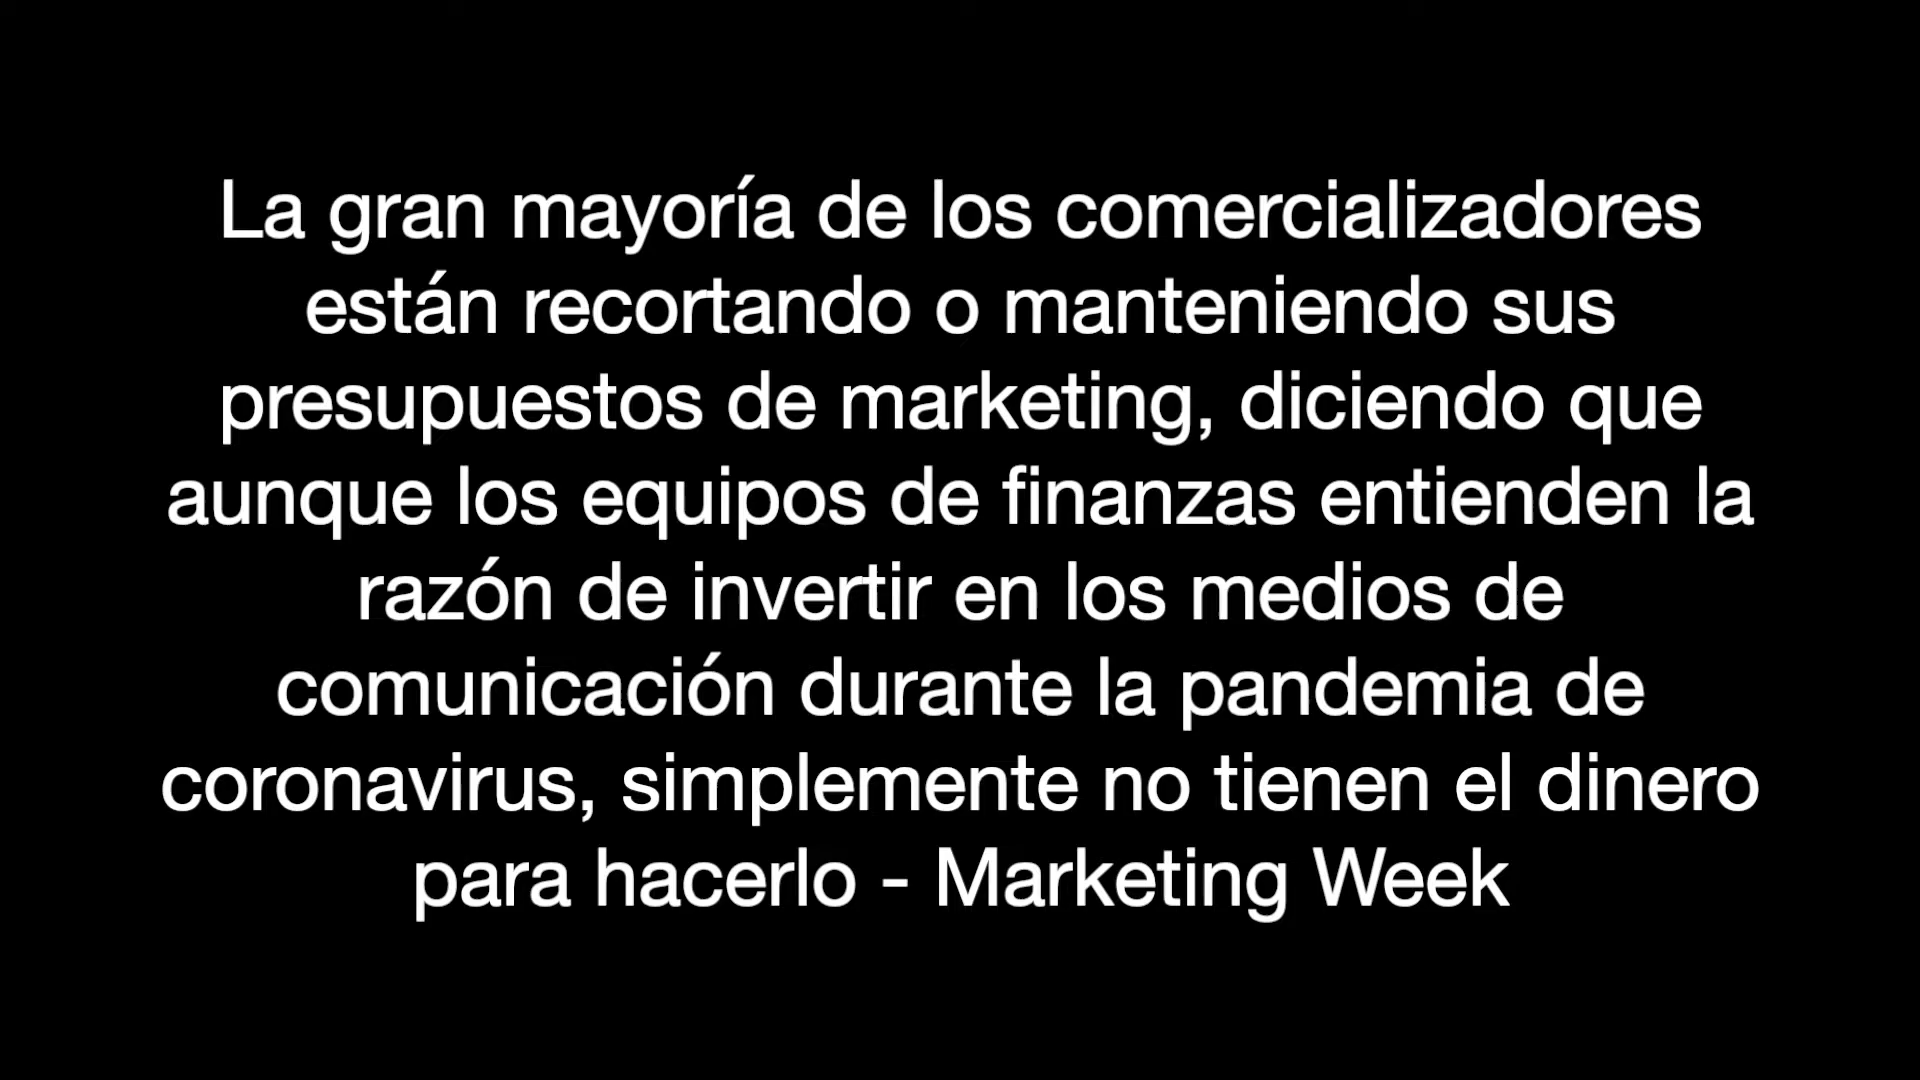 La gran mayoría de los comercializadores
están recortando o manteniendo sus
presupuestos de marketing, diciendo que
aunque los equipos de finanzas entienden la
razón de invertir en los medios de
comunicación durante la pandemia de
coronavirus, simplemente no tienen el dinero
para hacerlo - Marketing Week